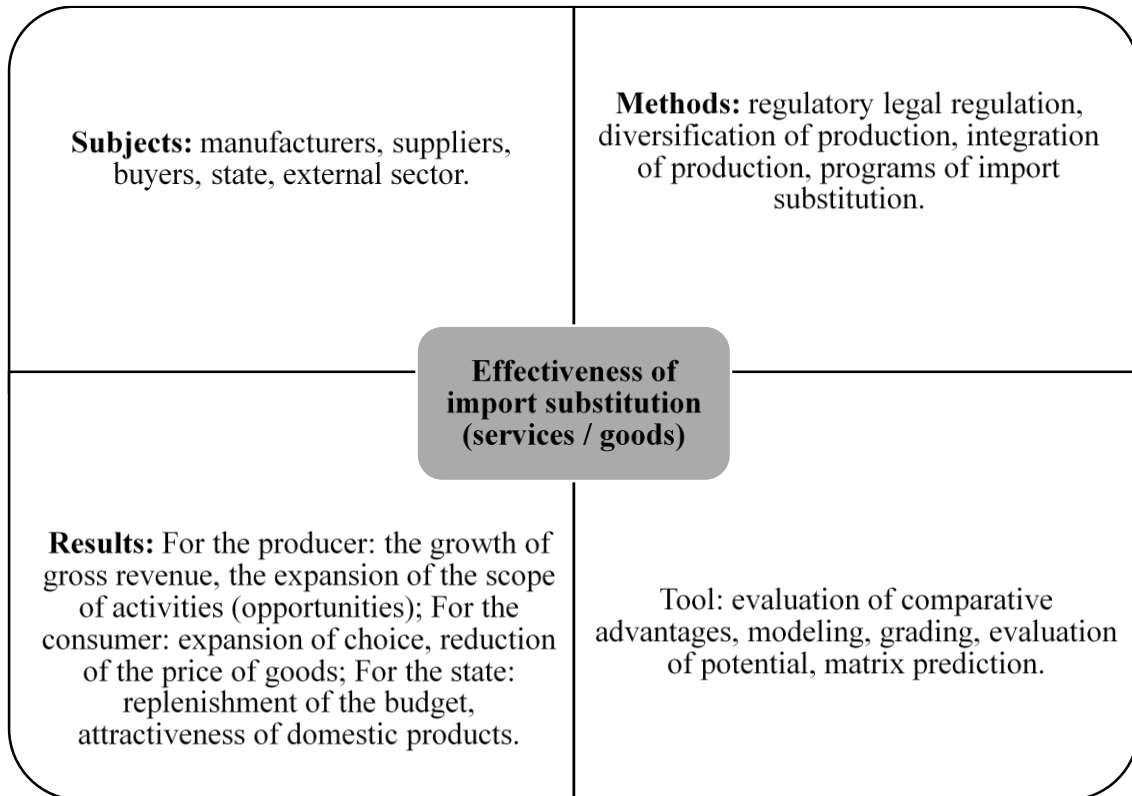 Subjects: manufacturers, suppliers,
buyers, state, external sector.
Methods: regulatory legal regulation,
diversification of production, integration
of production, programs of import
substitution.
Effectiveness of
import substitution
(services / goods)
Results: For the producer: the growth of
gross revenue, the expansion of the scope
of activities (opportunities); For the
consumer: expansion of choice, reduction
of the price of goods; For the state:
replenishment of the budget,
attractiveness of domestic products.
Tool: evaluation of comparative
advantages, modeling, grading, evaluation
of potential, matrix prediction.